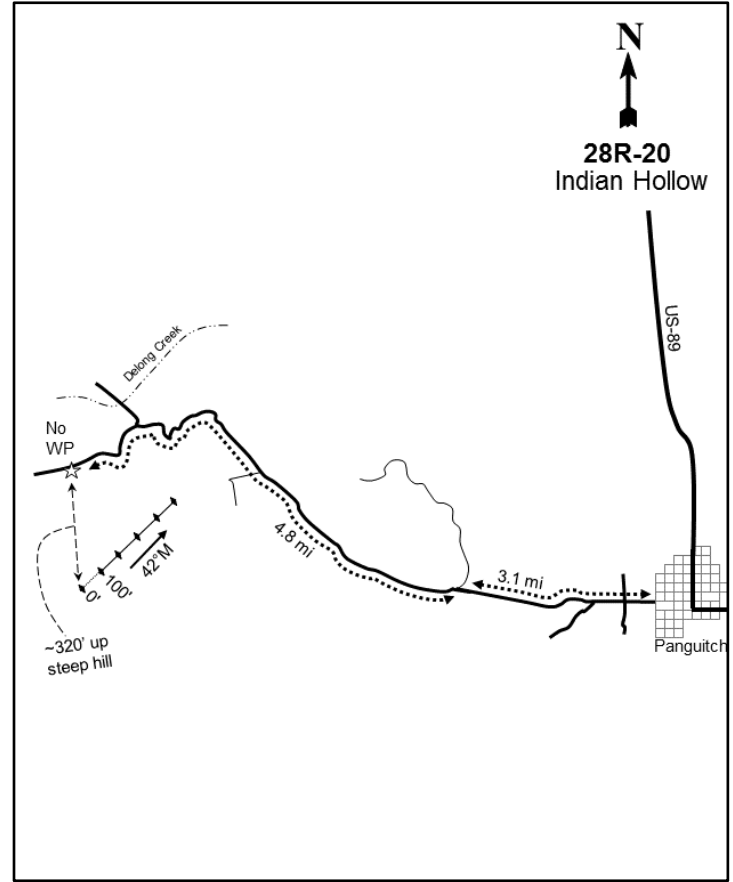 N
28R-20
Indian Hollow
US-89
Delong Creek
No
WP
4.8 mi
3.1 mi
42°M
100'
0'
~320' up
steep hill
Panguitch